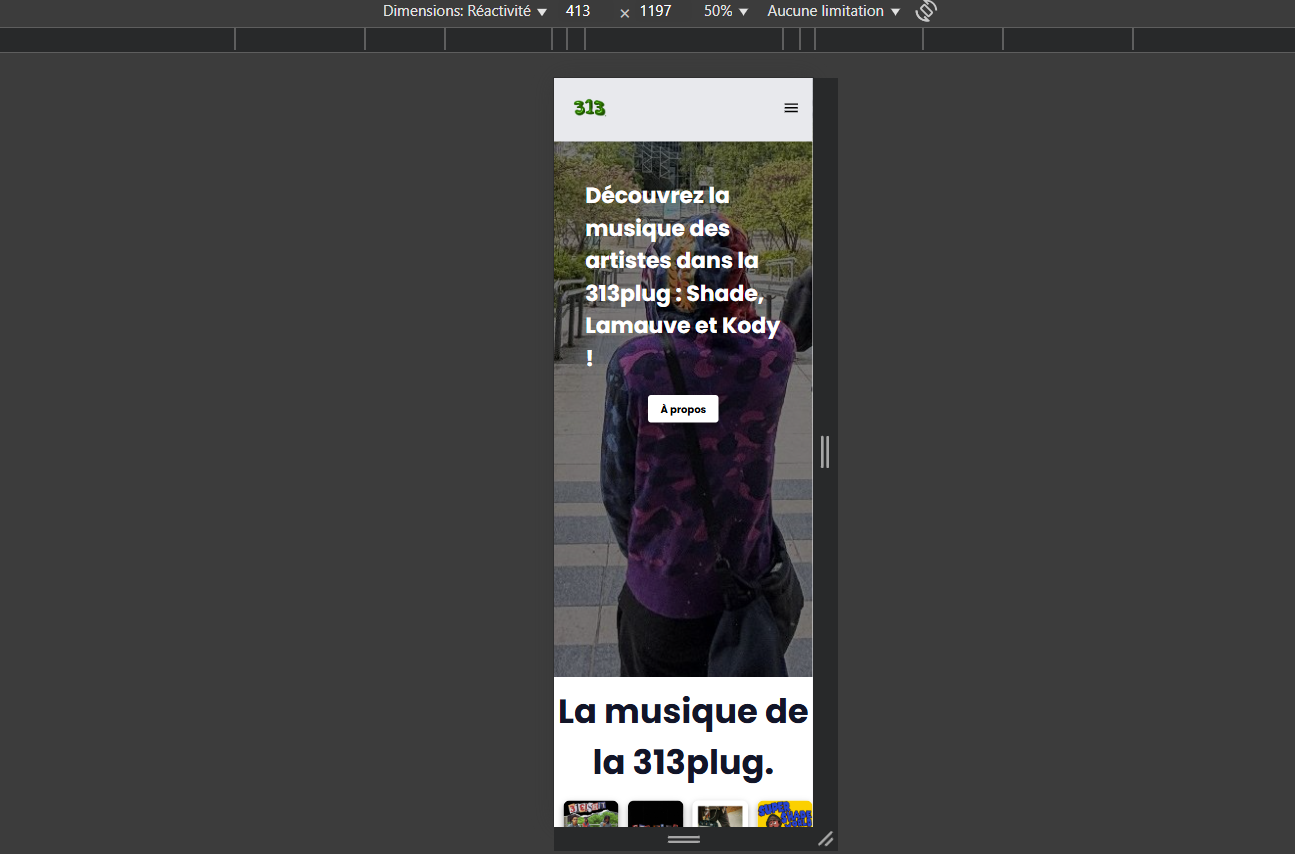 Dimensions: Réactivité 413 × 1197 50% Aucune limitation
313
Découvrez la
musique des
artistes dans la
313plug : Shade,
Lamauve et Kody
!
À propos
La musique de
la 313plug.
SUPER